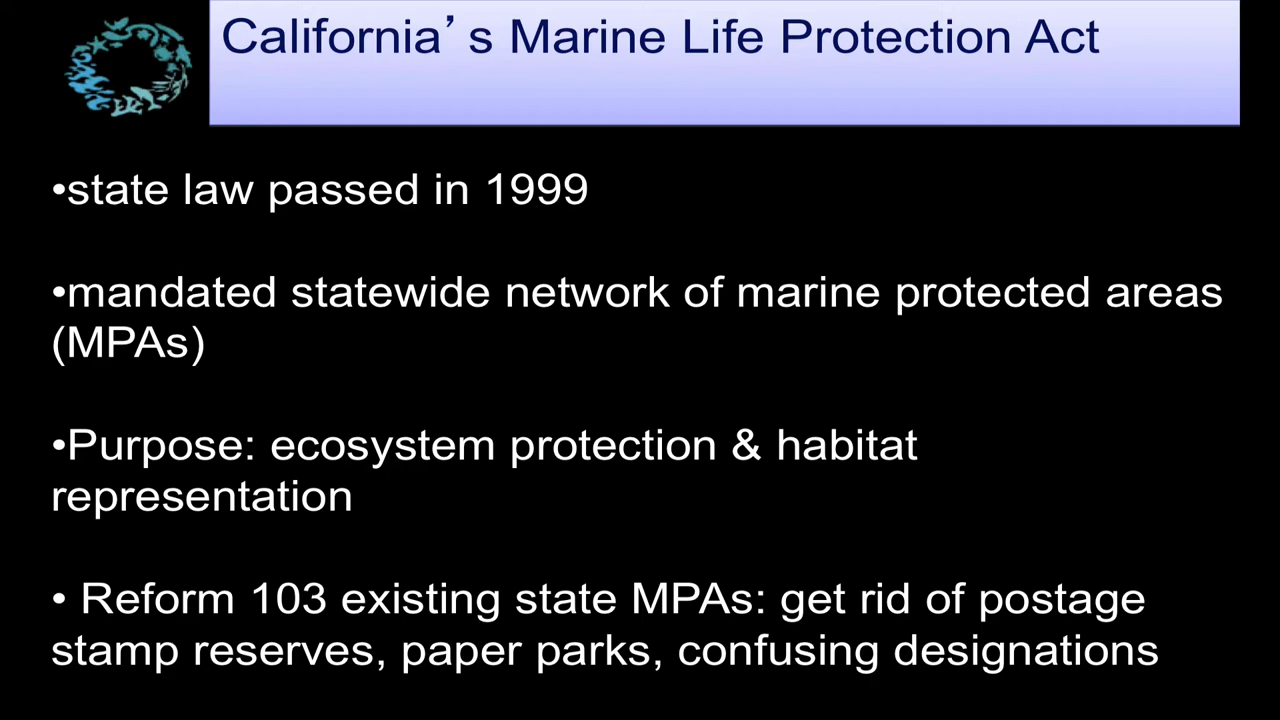 California’s Marine Life Protection Act
•state law passed in 1999
•mandated statewide network of marine protected areas
(MPAs)
•Purpose: ecosystem protection & habitat
representation
• Reform 103 existing state MPAs: get rid of postage
stamp reserves, paper parks, confusing designations